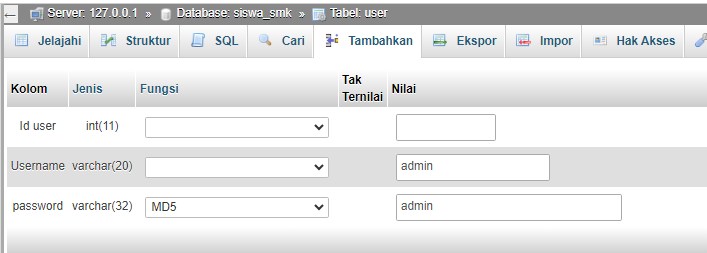 ← Server: 127.0.0.1 » Database: siswa_smk » Tabel: user
Jelajahi Struktur SQL Cari Tambahkan Ekspor Impor Hak Akses
Kolom Jenis Fungsi Tak Ternilai Nilai
Id user int(11)
Username varchar(20) admin
password varchar(32) MD5 admin